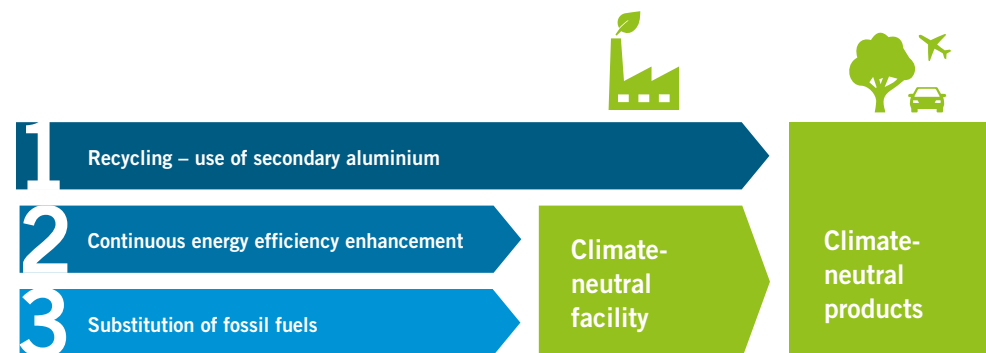 1
Recycling – use of secondary aluminium
2
Continuous energy efficiency enhancement
3
Substitution of fossil fuels
Climate-
neutral
facility
Climate-
neutral
products